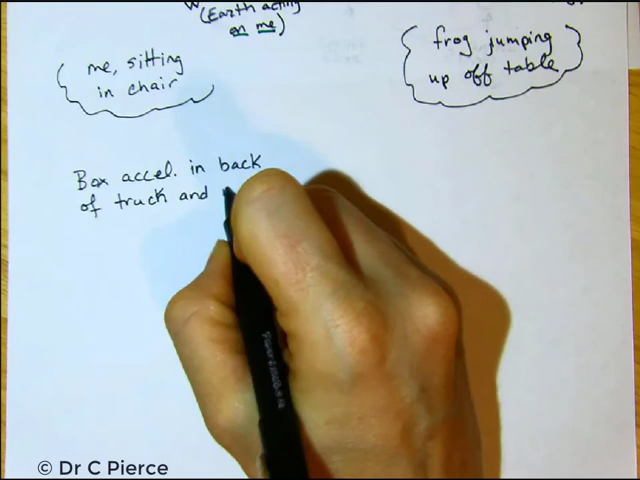 (Earth acting
on me)
me, sitting
in chair
frog jumping
up off table
Box accel. in back
of truck and
© Dr C Pierce